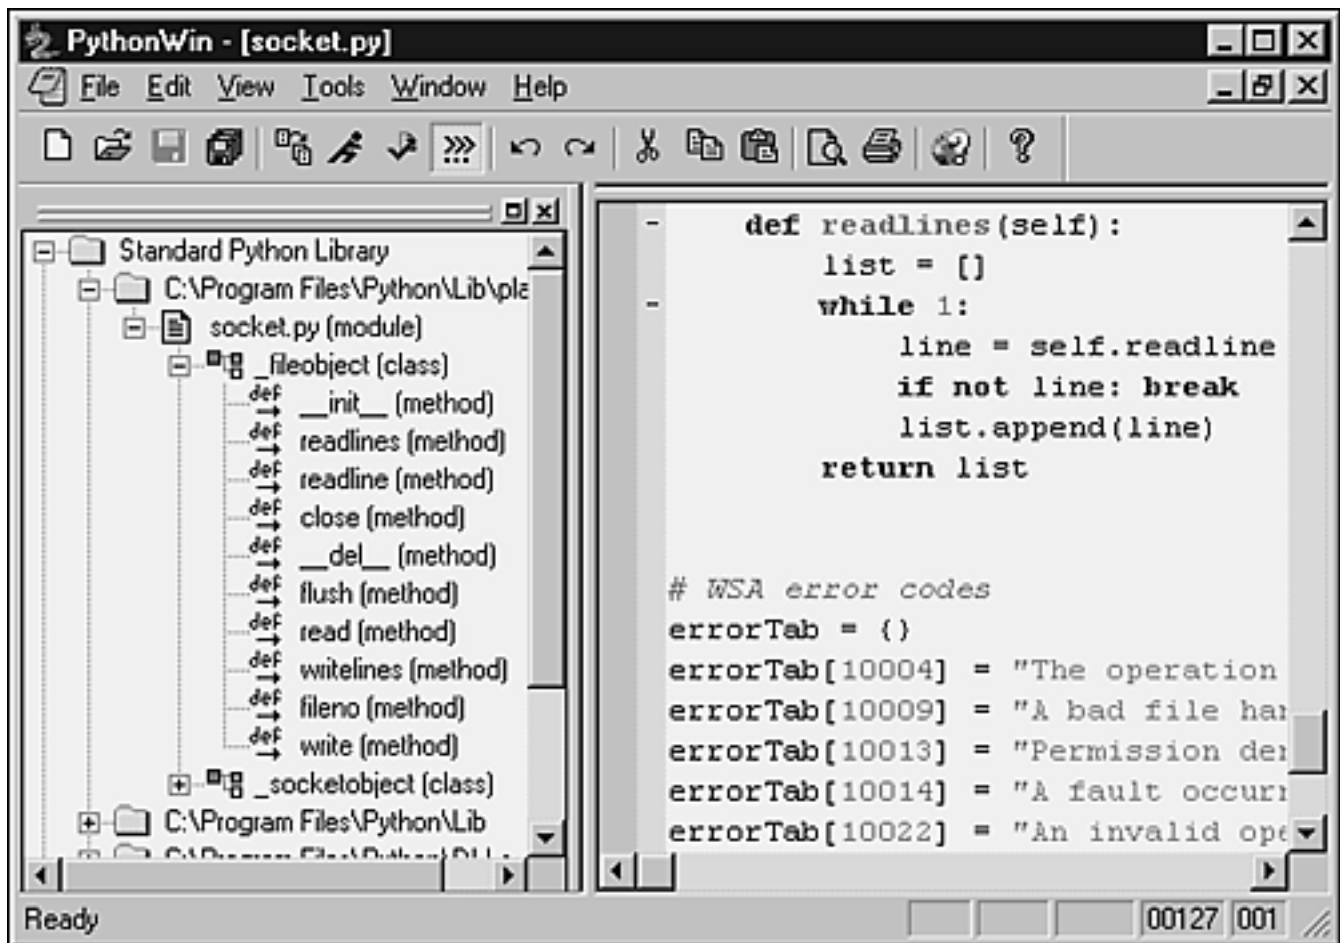 PythonWin - [socket.py]
File Edit View Tools Window Help
Standard Python Library
C:\Program Files\Python\Lib\pla
socket.py (module)
_fileobject (class)
def __init__ (method)
def readlines (method)
def readline (method)
def close (method)
def __del__ (method)
def flush (method)
def read (method)
def writelines (method)
def fileno (method)
def write (method)
_socketobject (class)
C:\Program Files\Python\Lib
def readlines(self):
list = []
while 1:
line = self.readline
if not line: break
list.append(line)
return list
# WSA error codes
errorTab = {}
errorTab[10004] = "The operation
errorTab[10009] = "A bad file han
errorTab[10013] = "Permission den
errorTab[10014] = "A fault occurr
errorTab[10022] = "An invalid ope
Ready
00127 001